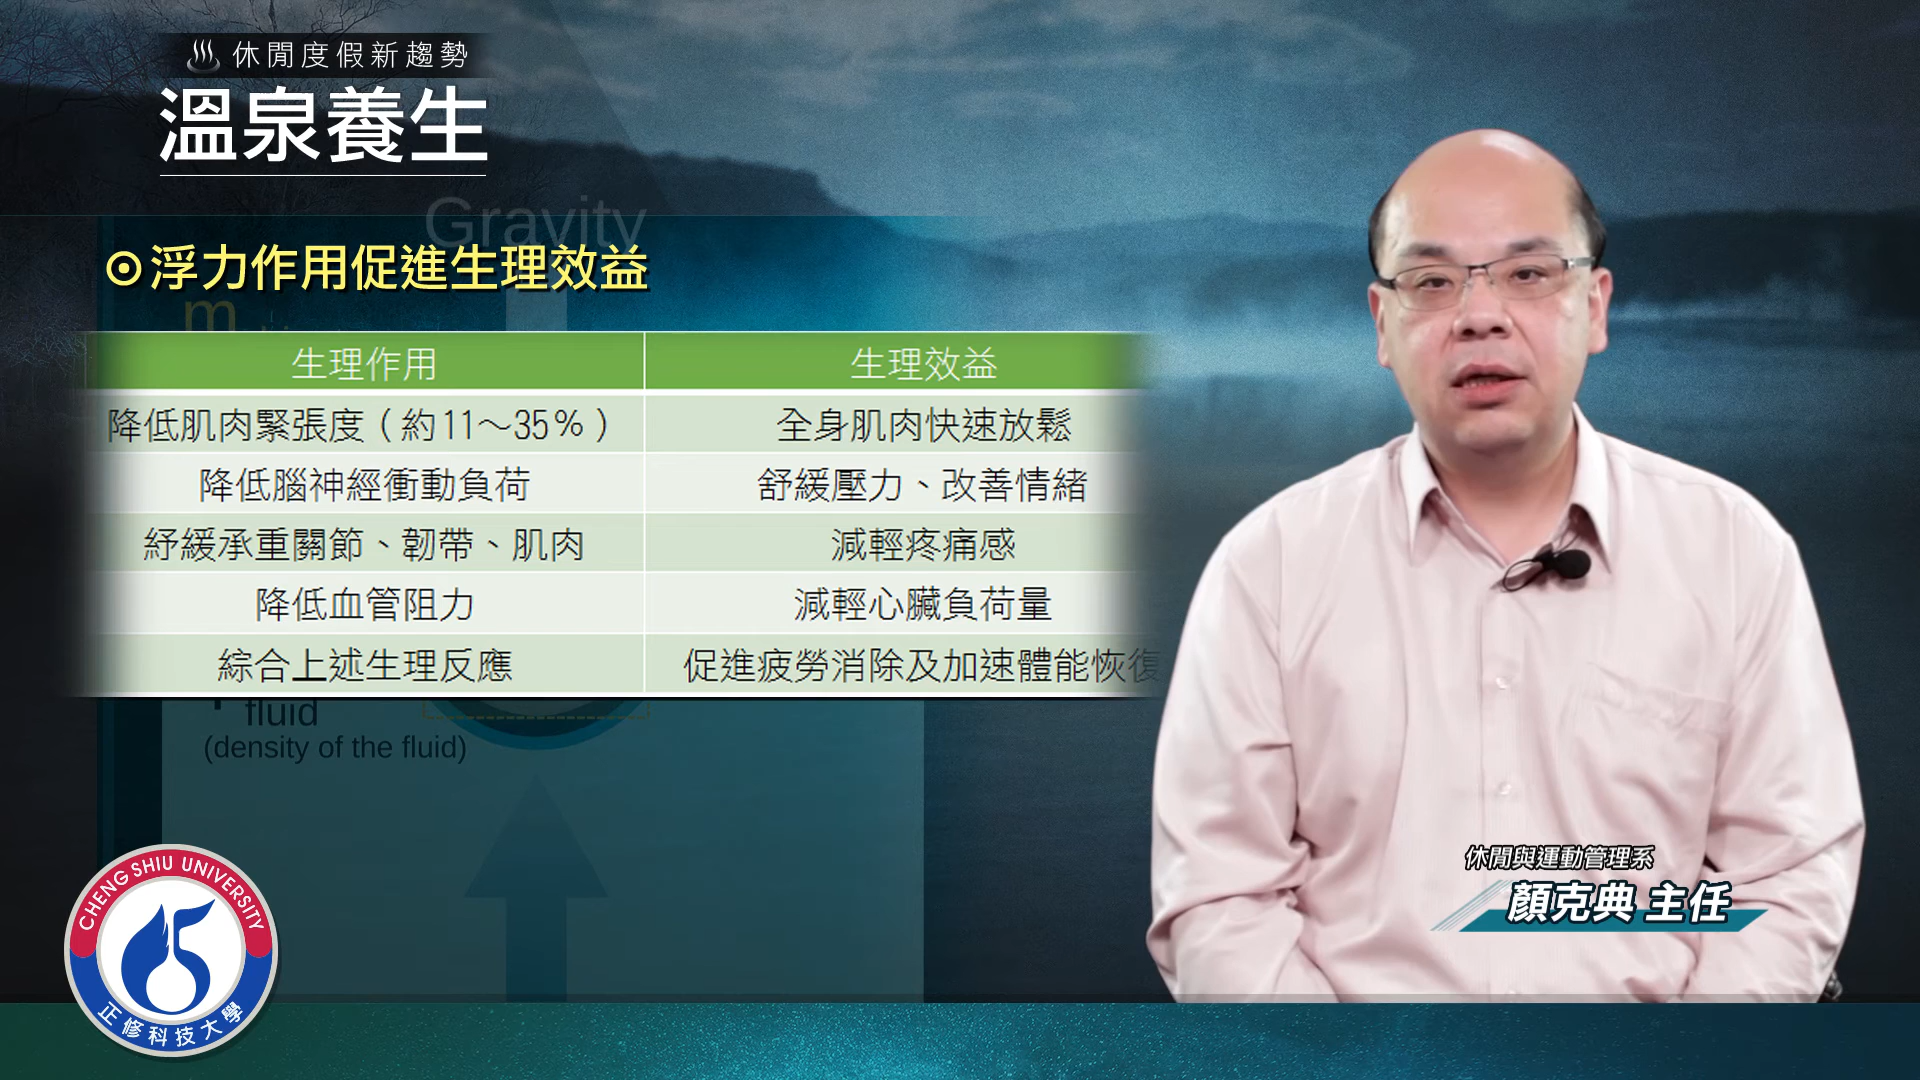 休閒度假新趨勢
溫泉養生
Gravity
⊙浮力作用促進生理效益
m
生理作用 生理效益
降低肌肉緊張度（約11～35%） 全身肌肉快速放鬆
降低腦神經衝動負荷 舒緩壓力、改善情緒
紓緩承重關節、韌帶、肌肉 減輕疼痛感
降低血管阻力 減輕心臟負荷量
綜合上述生理反應 促進疲勞消除及加速體能恢復
fluid
(density of the fluid)
休閒與運動管理系
顏克典 主任
CHENG SHIU UNIVERSITY
正修科技大學